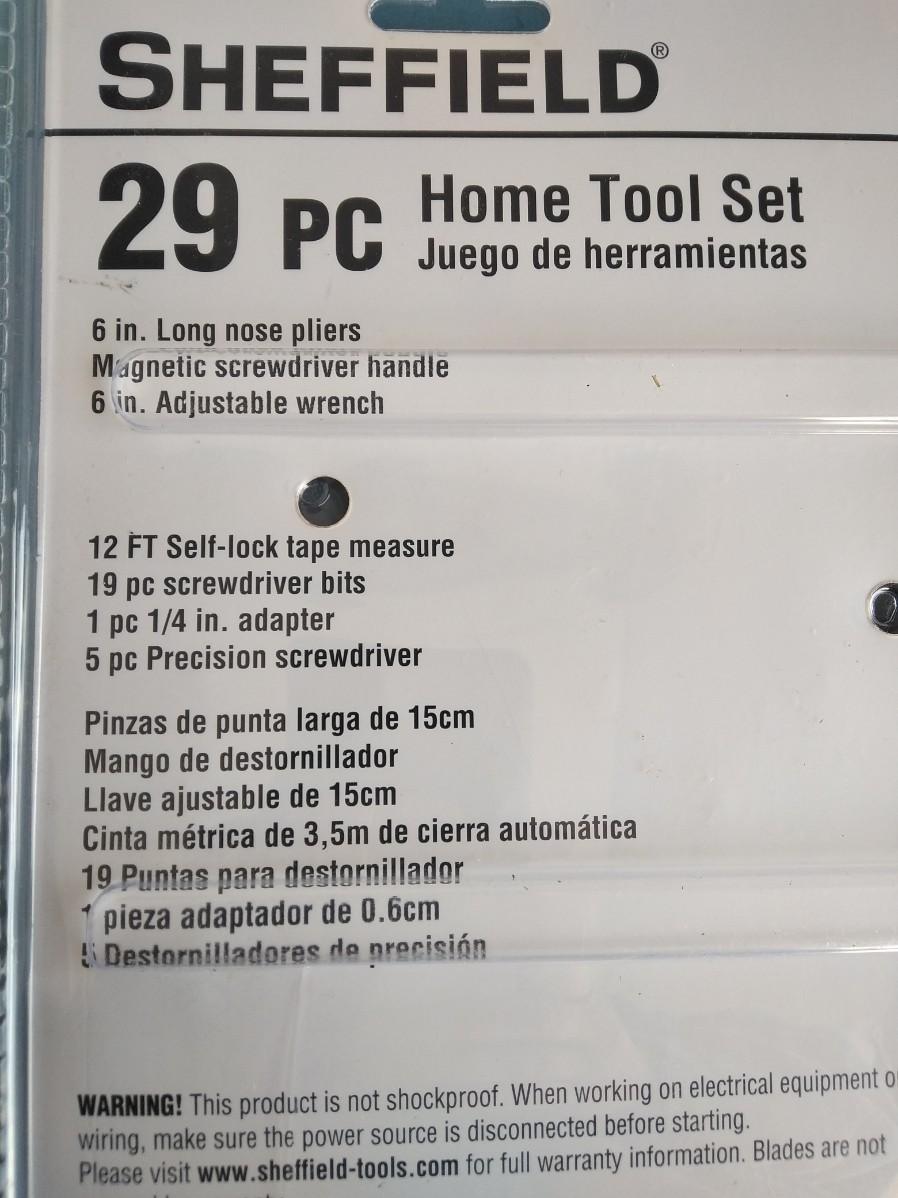 SHEFFIELD®
29 PC Home Tool Set
Juego de herramientas
6 in. Long nose pliers
Magnetic screwdriver handle
6 in. Adjustable wrench
12 FT Self-lock tape measure
19 pc screwdriver bits
1 pc 1/4 in. adapter
5 pc Precision screwdriver
Pinzas de punta larga de 15cm
Mango de destornillador
Llave ajustable de 15cm
Cinta métrica de 3,5m de cierra automática
19 Puntas para destornillador
1 pieza adaptador de 0.6cm
5 Destornilladores de precisión
WARNING! This product is not shockproof. When working on electrical equipment o
wiring, make sure the power source is disconnected before starting.
Please visit www.sheffield-tools.com for full warranty information. Blades are not